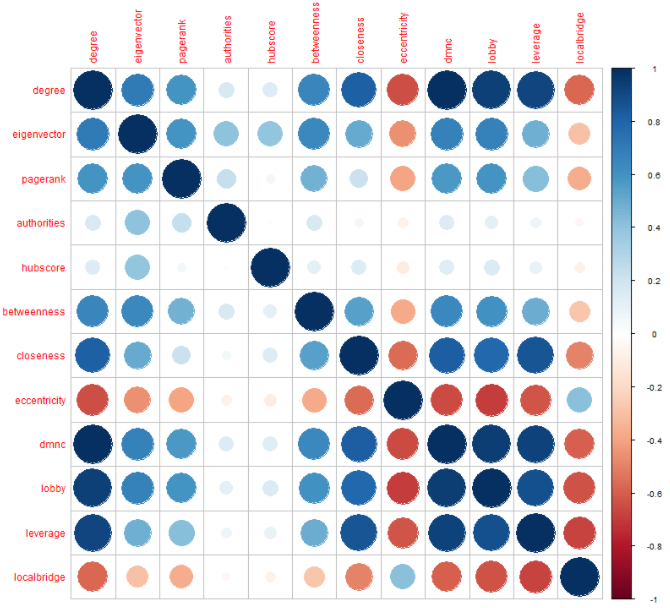 degree
eigenvector
pagerank
authorities
hubscore
betweenness
closeness
eccentricity
dmnc
lobby
leverage
localbridge
degree
eigenvector
pagerank
authorities
hubscore
betweenness
closeness
eccentricity
dmnc
lobby
leverage
localbridge
1
0.8
0.6
0.4
0.2
0
-0.2
-0.4
-0.6
-0.8
-1